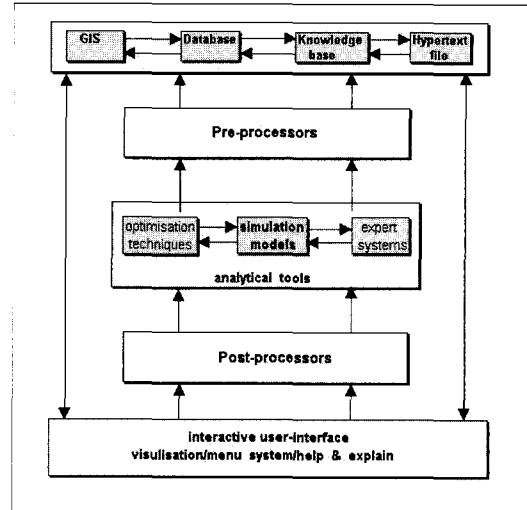 GIS
Database
Knowledge
base
Hypertext
file
Pre-processors
optimisation
techniques
simulation
models
expert
systems
analytical tools
Post-processors
interactive user-interface
visulisation/menu system/help & explain